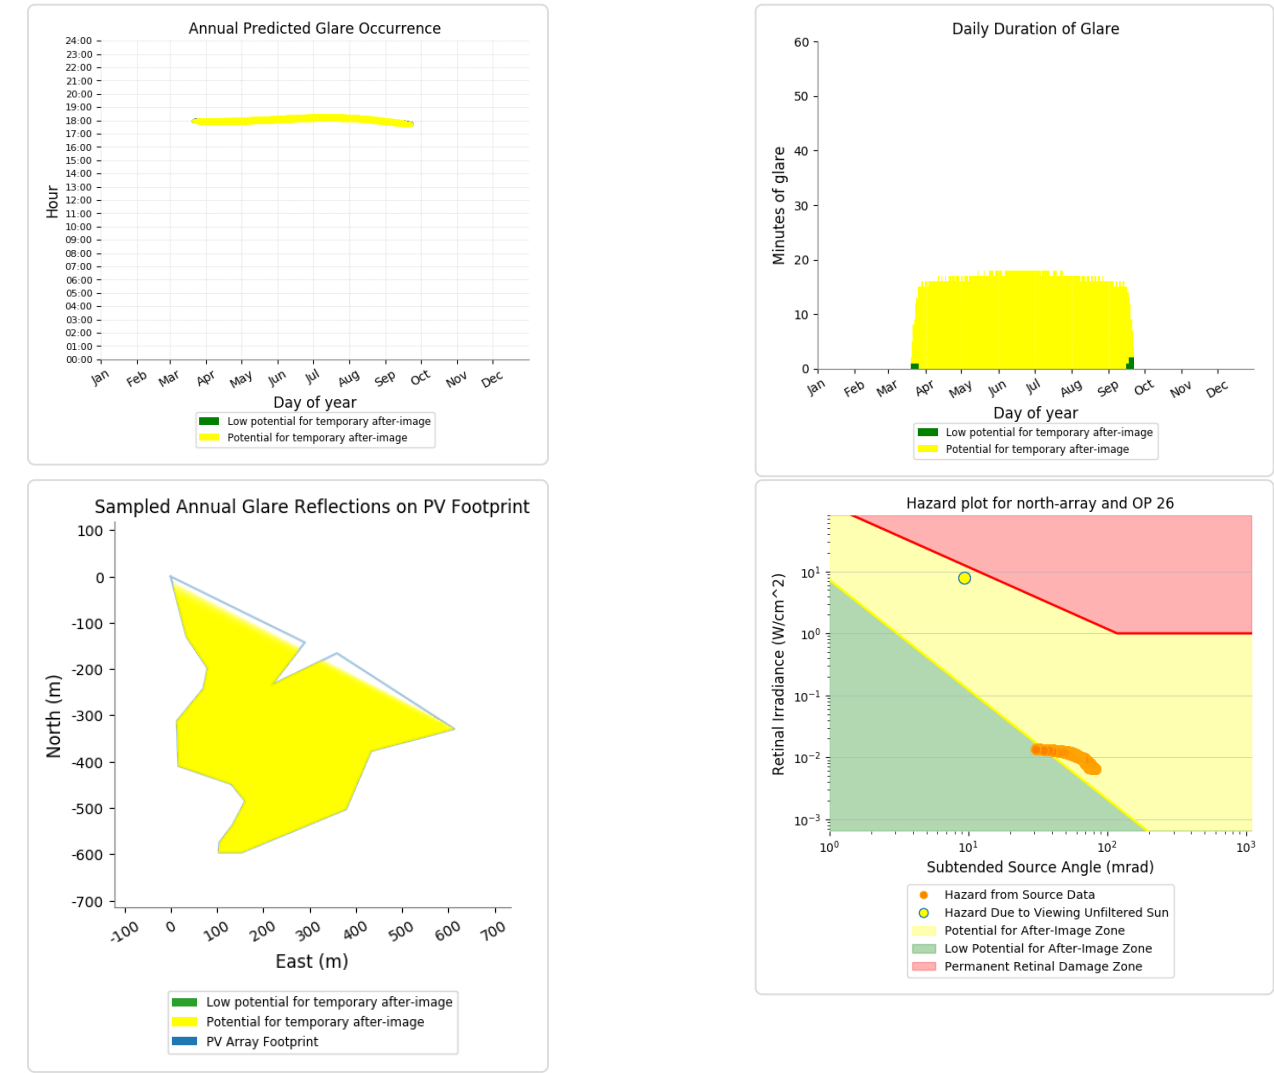 Annual Predicted Glare Occurrence
24:00
23:00
22:00
21:00
20:00
19:00
18:00
17:00
16:00
15:00
14:00
13:00
12:00
11:00
10:00
09:00
08:00
07:00
06:00
05:00
04:00
03:00
02:00
01:00
00:00
Hour
Jan Feb Mar Apr May Jun Jul Aug Sep Oct Nov Dec
Day of year
Low potential for temporary after-image
Potential for temporary after-image
Daily Duration of Glare
60
50
40
30
20
10
0
Minutes of glare
Jan Feb Mar Apr May Jun Jul Aug Sep Oct Nov Dec
Day of year
Low potential for temporary after-image
Potential for temporary after-image
Sampled Annual Glare Reflections on PV Footprint
100
0
-100
-200
-300
-400
-500
-600
-700
North (m)
-100 0 100 200 300 400 500 600 700
East (m)
Low potential for temporary after-image
Potential for temporary after-image
PV Array Footprint
Hazard plot for north-array and OP 26
10¹
10⁰
10⁻¹
10⁻²
10⁻³
Retinal Irradiance (W/cm^2)
10⁰ 10¹ 10² 10³
Subtended Source Angle (mrad)
Hazard from Source Data
Hazard Due to Viewing Unfiltered Sun
Potential for After-Image Zone
Low Potential for After-Image Zone
Permanent Retinal Damage Zone